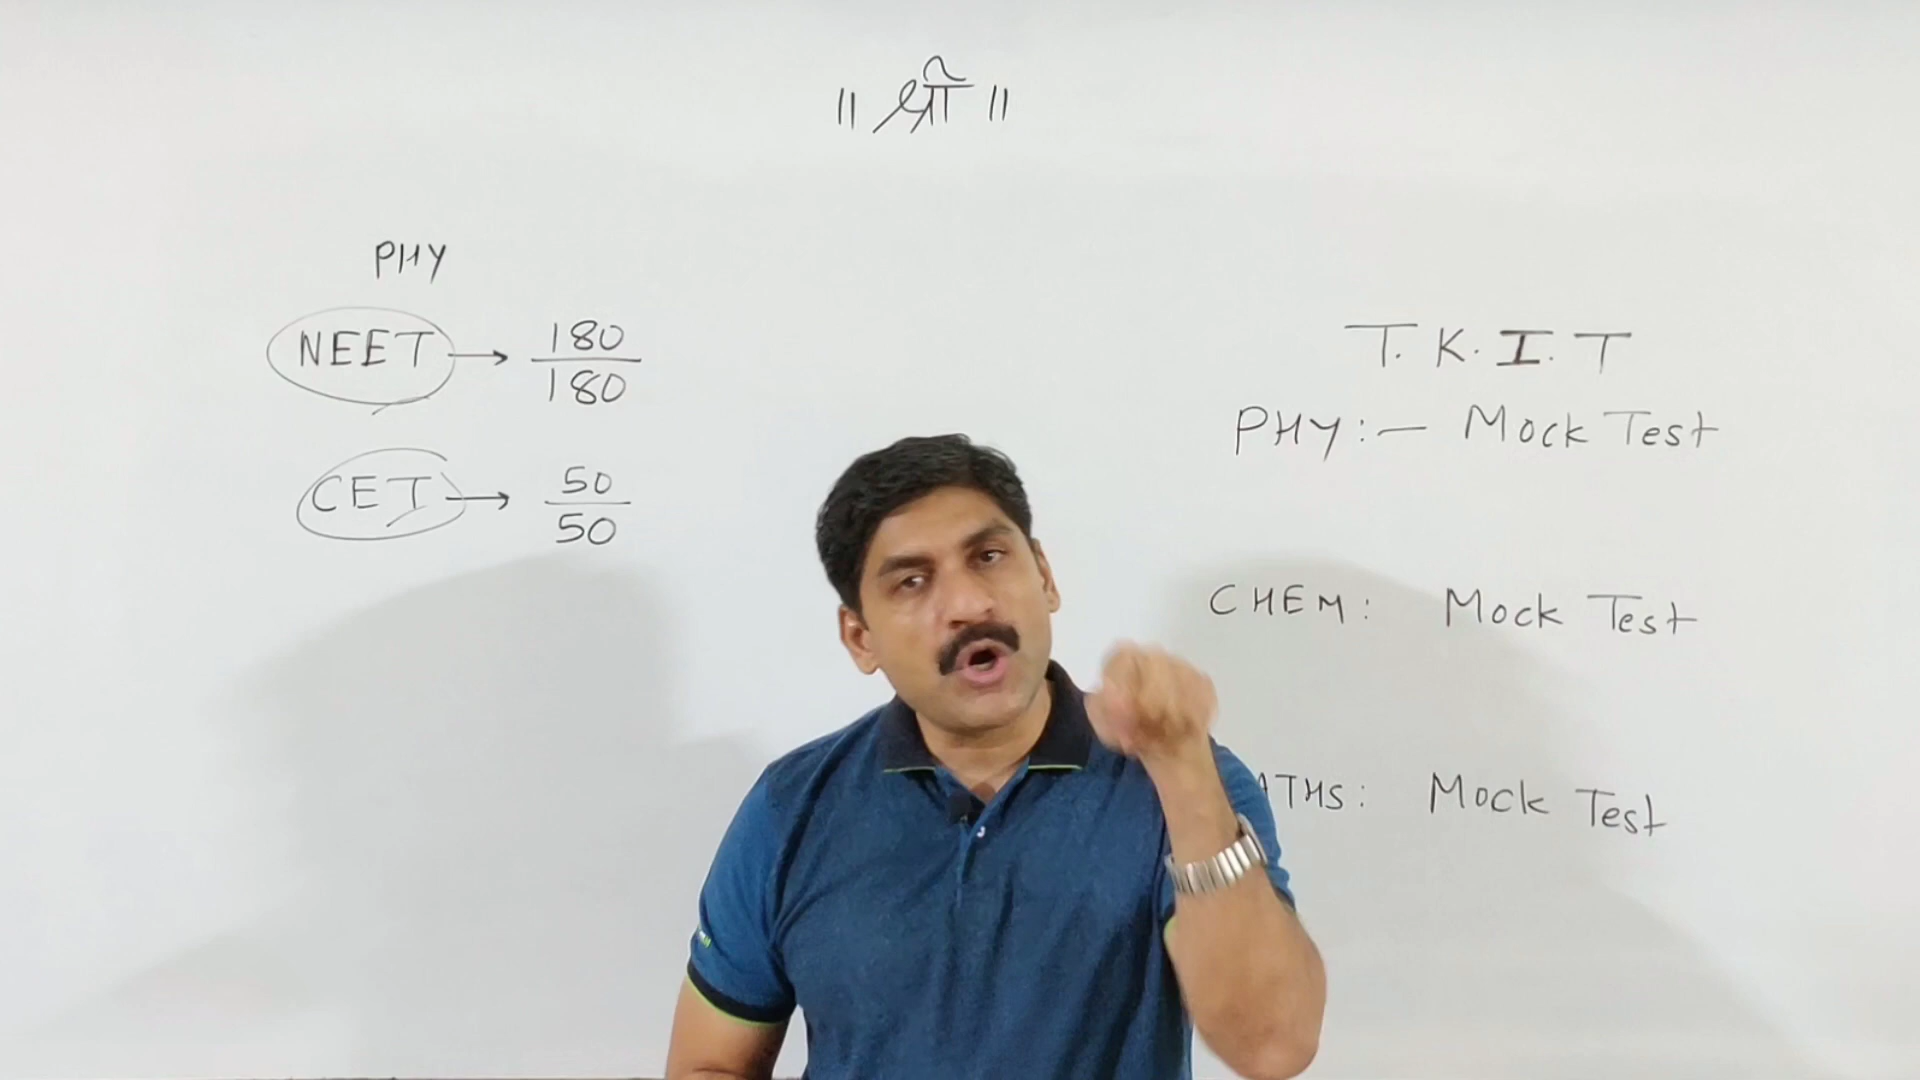 ॥ श्री ॥
PHY
NEET → 180/180
CET → 50/50
T.K.I.T
PHY:- Mock Test
CHEM: Mock Test
ATHS: Mock Test